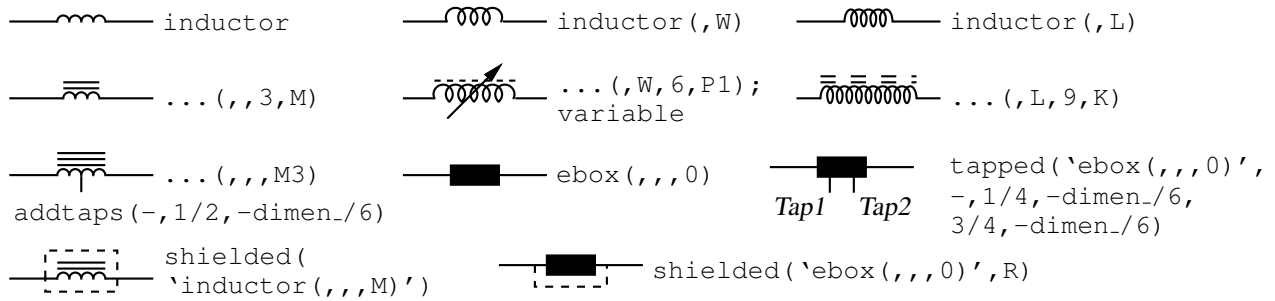 inductor
inductor(,W)
inductor(,L)
...(,,3,M)
...(,W,6,P1);
variable
...(,L,9,K)
...(,,,M3)
addtaps(-,1/2,-dimen_/6)
ebox(,,,0)
Tap1 Tap2
tapped(‘ebox(,,,0)’,
-,1/4,-dimen_/6,
3/4,-dimen_/6)
shielded(
‘inductor(,,,M)’)
shielded(‘ebox(,,,0)’,R)